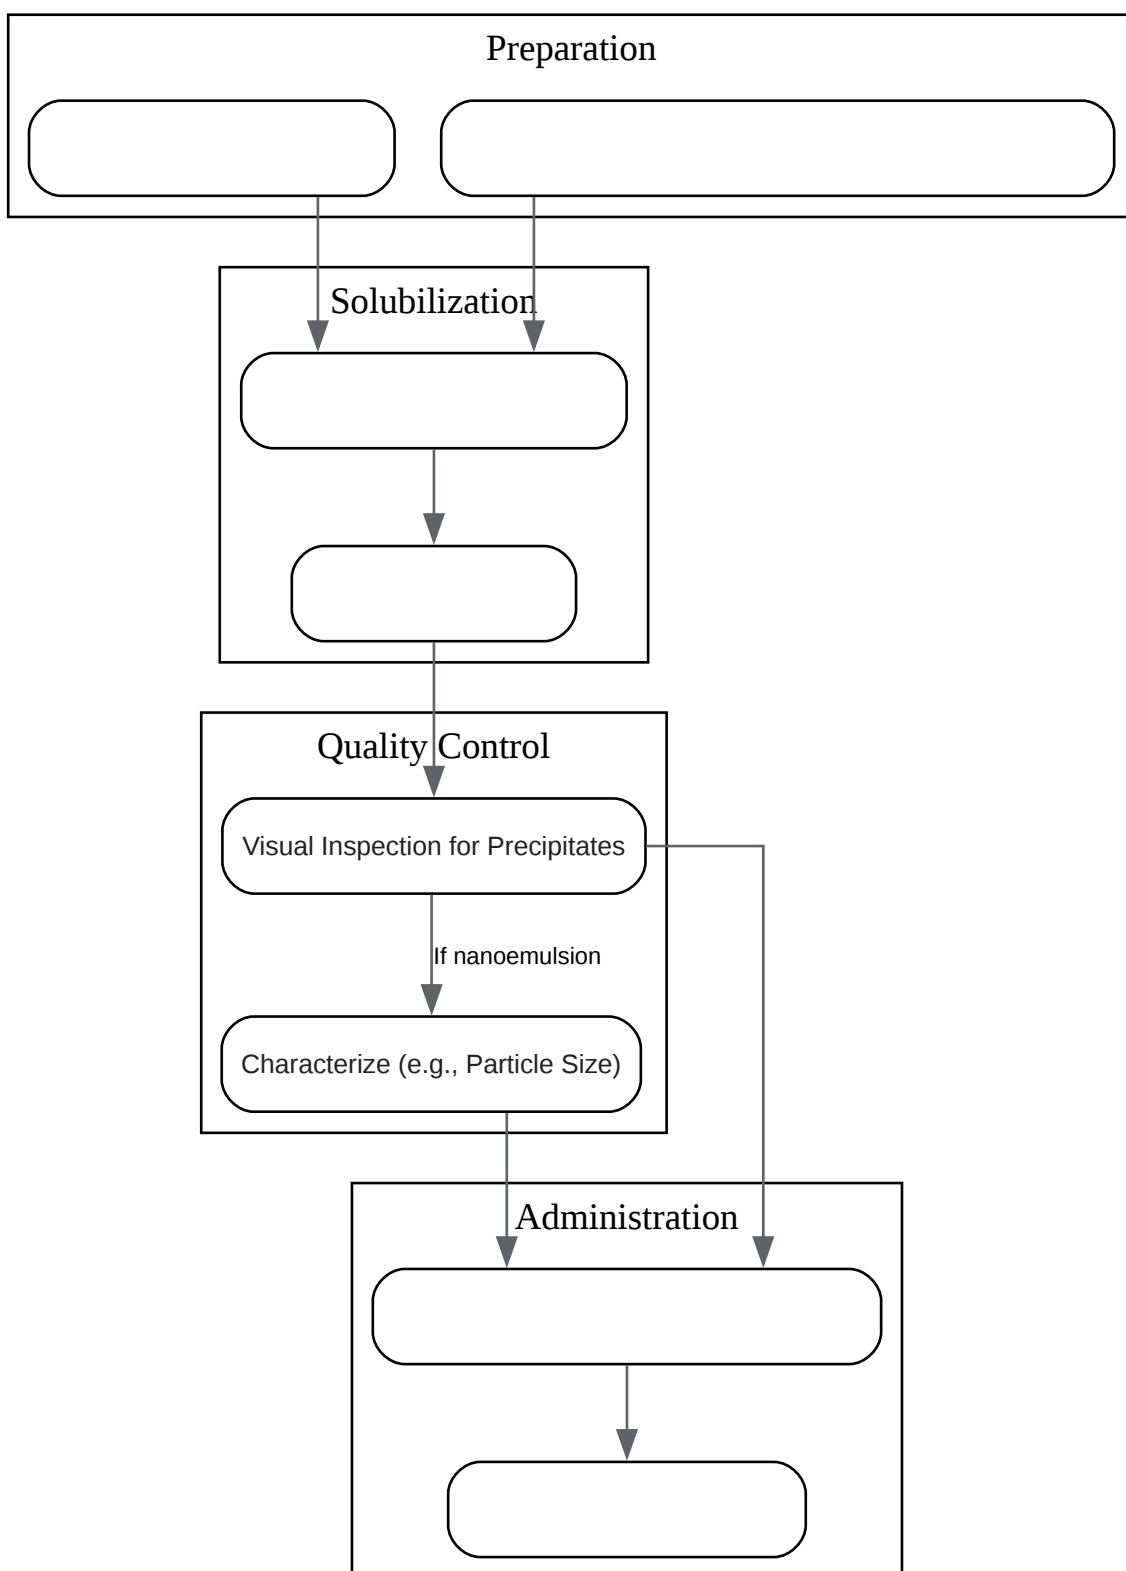 Preparation
Solubilization
Quality Control
Visual Inspection for Precipitates
If nanoemulsion
Characterize (e.g., Particle Size)
Administration